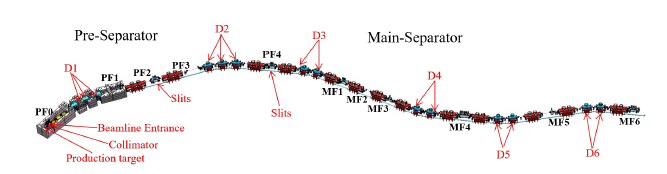 Pre-Separator
Main-Separator
D2
D3
PF4
PF3
PF2
PF1
D1
PF0
Slits
Slits
MF1
MF2
MF3
D4
MF4
D5
MF5
D6
MF6
Beamline Entrance
Collimator
Production target